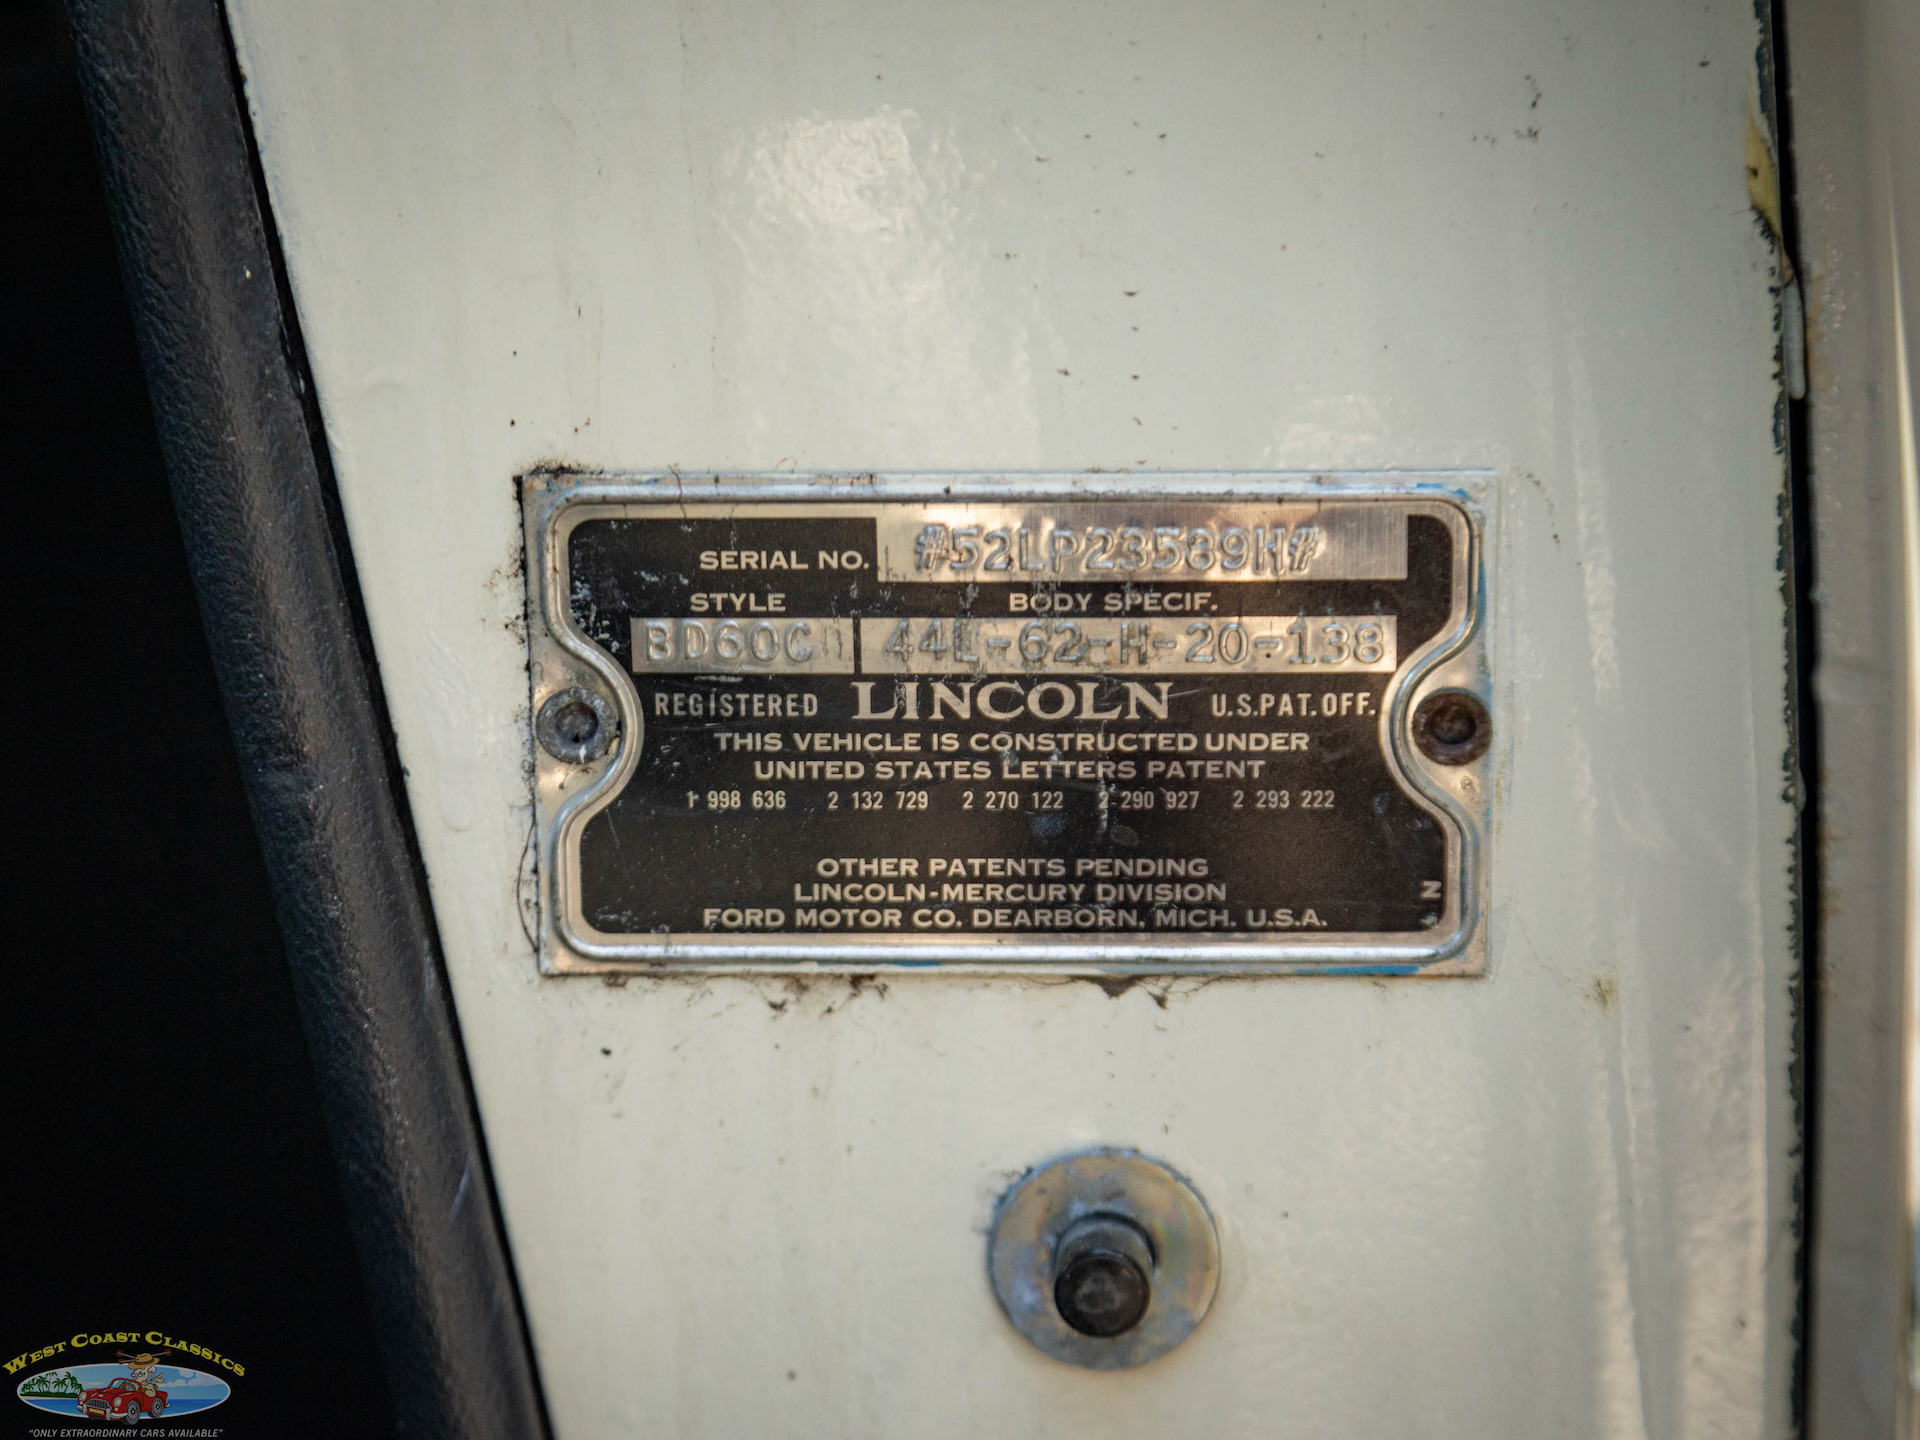 SERIAL NO. #52LP23589H#
STYLE BODY SPECIF.
BD60C 44L-62-H-20-138
REGISTERED LINCOLN U.S.PAT.OFF.
THIS VEHICLE IS CONSTRUCTED UNDER
UNITED STATES LETTERS PATENT
1 998 636 2 132 729 2 270 122 2 290 927 2 293 222
OTHER PATENTS PENDING
LINCOLN-MERCURY DIVISION
N
FORD MOTOR CO. DEARBORN, MICH. U.S.A.
WEST COAST CLASSICS
"ONLY EXTRAORDINARY CARS AVAILABLE"